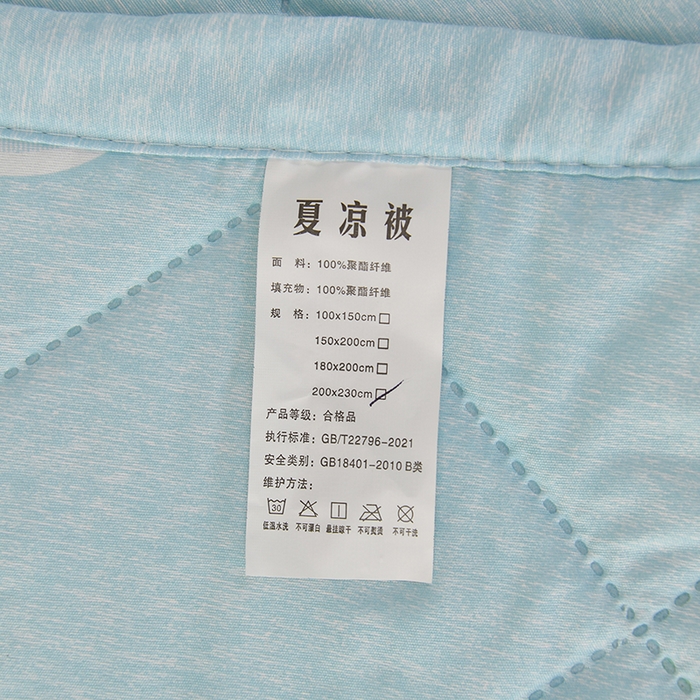 夏凉被
面 料：100%聚酯纤维
填充物：100%聚酯纤维
规 格：100x150cm
150x200cm
180x200cm
200x230cm
产品等级：合格品
执行标准：GB/T22796-2021
安全类别：GB18401-2010 B类
维护方法：
30
低温水洗 不可漂白 悬挂晾干 不可熨烫 不可干洗